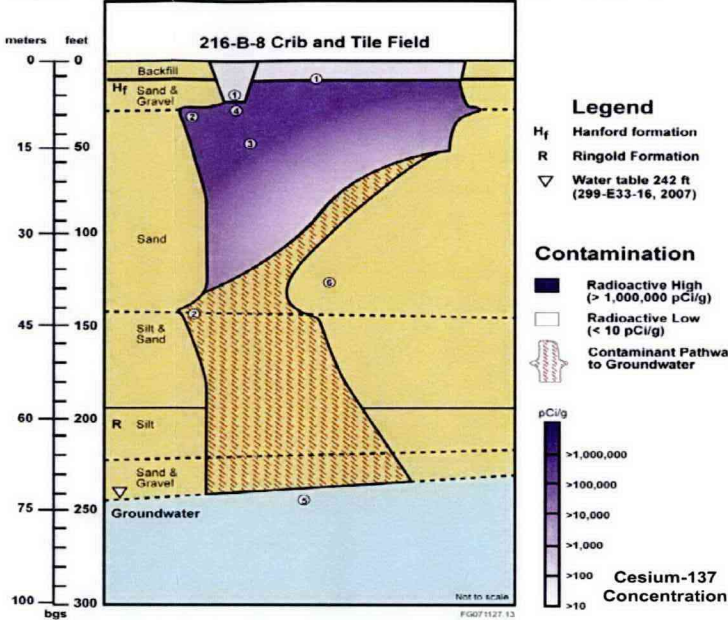 216-B-8 Crib and Tile Field
meters feet
0 0
15 50
30 100
45 150
60 200
75 250
100 300
bgs
Backfill
Hf Sand &
Gravel
Sand
Silt &
Sand
R Silt
Sand &
Gravel
Groundwater
1
1
2
4
3
6
2
5
Not to scale
FG071127.13
Legend
Hf Hanford formation
R Ringold Formation
Water table 242 ft
(299-E33-16, 2007)
Contamination
Radioactive High
(> 1,000,000 pCi/g)
Radioactive Low
(< 10 pCi/g)
Contaminant Pathwa
to Groundwater
pCi/g
>1,000,000
>100,000
>10,000
>1,000
>100
>10
Cesium-137
Concentration